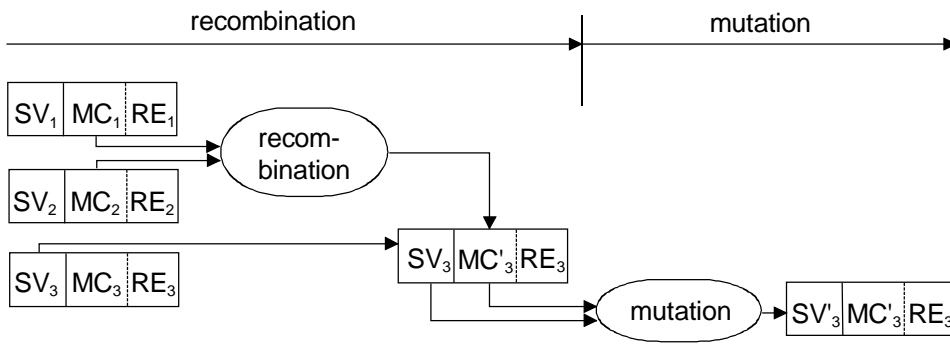 recombination mutation
SV₁ MC₁ RE₁
recom-
bination
SV₂ MC₂ RE₂
SV₃ MC₃ RE₃
SV₃ MC'₃ RE₃
mutation
SV'₃ MC'₃ RE₃